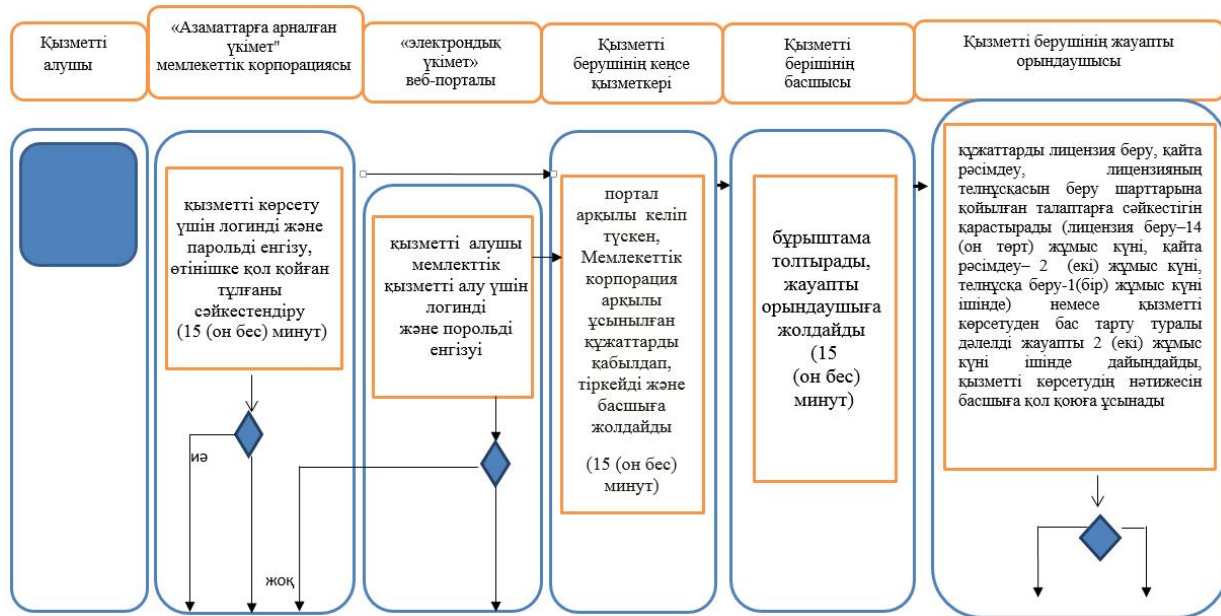 Қызметті
алушы
«Азаматтарға арналған
үкімет"
мемлекеттік корпорациясы
«электрондық
үкімет»
веб-порталы
Қызметті
берушінің кеңсе
қызметкері
Қызметті
берішінің
басшысы
Қызметті берушінің жауапты
орындаушысы
қызметті көрсету
үшін логинді және
парольді енгізу,
өтінішке қол қойған
тұлғаны
сәйкестендіру
(15 (он бес) минут)
иә
қызметті алушы
мемлекттік
қызметті алу үшін
логинді
және порольді
енгізуі
жоқ
портал
арқылы келіп
түскен,
Мемлекеттік
корпорация
арқылы
ұсынылған
құжаттарды
қабылдап,
тіркейді және
басшыға
жолдайды
(15 (он бес)
минут)
бұрыштама
толтырады,
жауапты
орындаушыға
жолдайды
(15
(он бес)
минут)
құжаттарды лицензия беру, қайта
рәсімдеу, лицензияның
телнұсқасын беру шарттарына
қойылған талаптарға сәйкестігін
қарастырады (лицензия беру–14
(он төрт) жұмыс күні, қайта
рәсімдеу– 2 (екі) жұмыс күні,
телнұсқа беру-1(бір) жұмыс күні
ішінде) немесе қызметті
көрсетуден бас тарту туралы
дәлелді жауапты 2 (екі) жұмыс
күні ішінде дайындайды,
қызметті көрсетудің нәтижесін
басшыға қол қоюға ұсынады